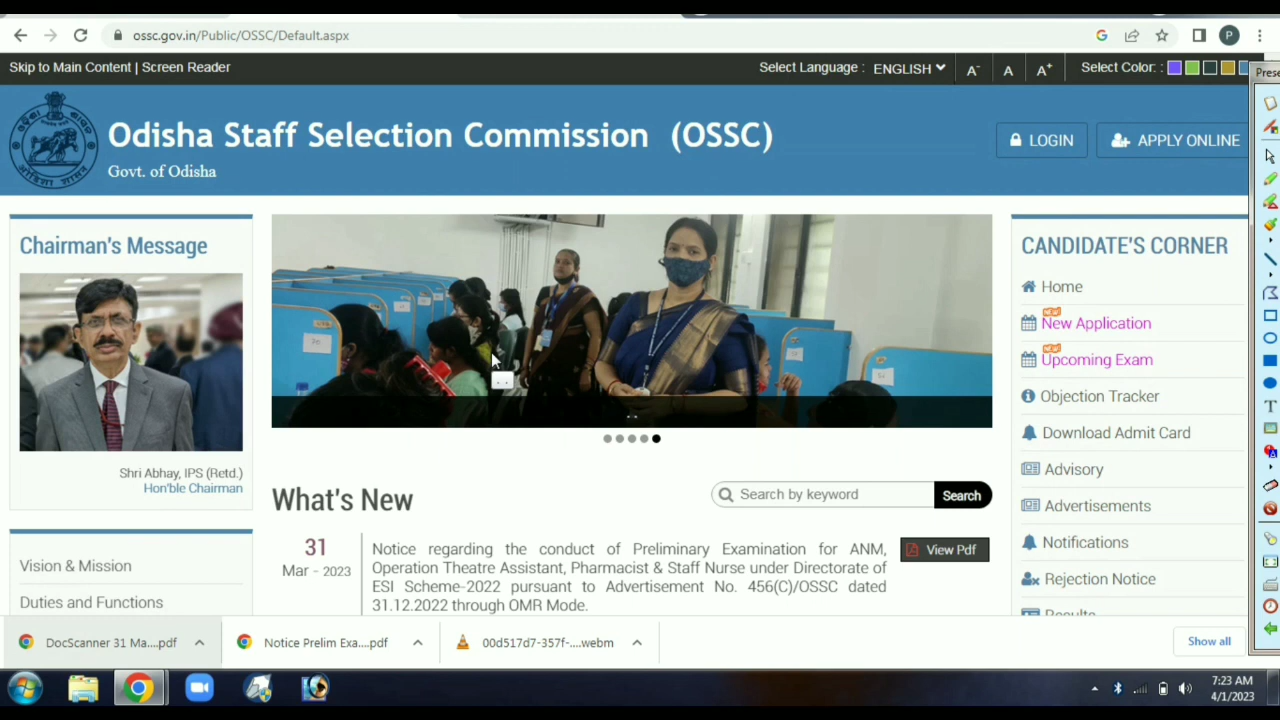 ossc.gov.in/Public/OSSC/Default.aspx
P
Skip to Main Content | Screen Reader
Select Language : ENGLISH
A-
A
A+
Select Color: :
Prese
Odisha Staff Selection Commission (OSSC)
Govt. of Odisha
LOGIN
APPLY ONLINE
Chairman's Message
Shri Abhay, IPS (Retd.)
Hon'ble Chairman
Vision & Mission
Duties and Functions
What's New
Search by keyword
Search
31
Mar - 2023
Notice regarding the conduct of Preliminary Examination for ANM,
Operation Theatre Assistant, Pharmacist & Staff Nurse under Directorate of
ESI Scheme-2022 pursuant to Advertisement No. 456(C)/OSSC dated
31.12.2022 through OMR Mode.
View Pdf
CANDIDATE'S CORNER
Home
NEW
New Application
NEW
Upcoming Exam
Objection Tracker
Download Admit Card
Advisory
Advertisements
Notifications
Rejection Notice
Results
DocScanner 31 Ma....pdf
Notice Prelim Exa....pdf
00d517d7-357f-....webm
Show all
7:23 AM
4/1/2023